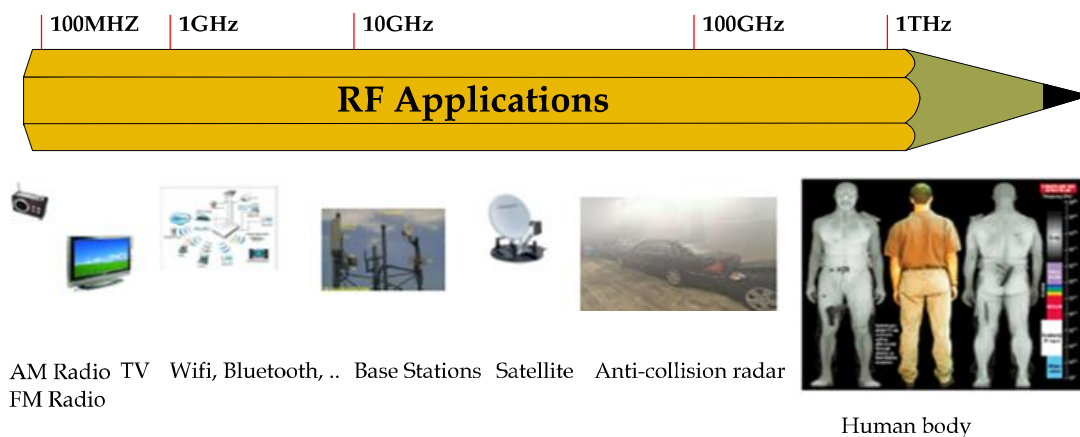 100MHZ
1GHz
10GHz
100GHz
1THz
RF Applications
AM Radio TV Wifi, Bluetooth, .. Base Stations Satellite Anti-collision radar
FM Radio
Human body